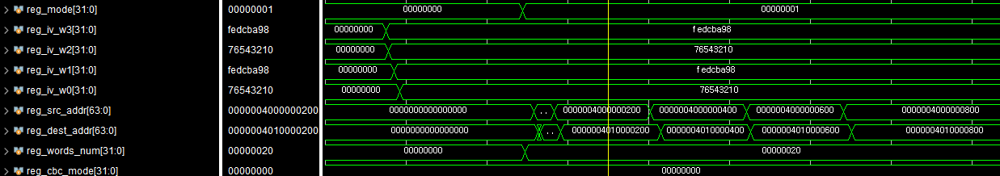 reg_mode[31:0] 00000001 00000000 00000001
reg_iv_w3[31:0] fedcba98 00000000 fedcba98
reg_iv_w2[31:0] 76543210 00000000 76543210
reg_iv_w1[31:0] fedcba98 00000000 fedcba98
reg_iv_w0[31:0] 76543210 00000000 76543210
reg_src_addr[63:0] 0000004000000200 0000000000000000 .. 0000004000000200 0000004000000400 0000004000000600 0000004000000800
reg_dest_addr[63:0] 0000004010000200 0000000000000000 .. 0000004010000200 0000004010000400 0000004010000600 0000004010000800
reg_words_num[31:0] 00000020 00000000 00000020
reg_cbc_mode[31:0] 00000000 00000000